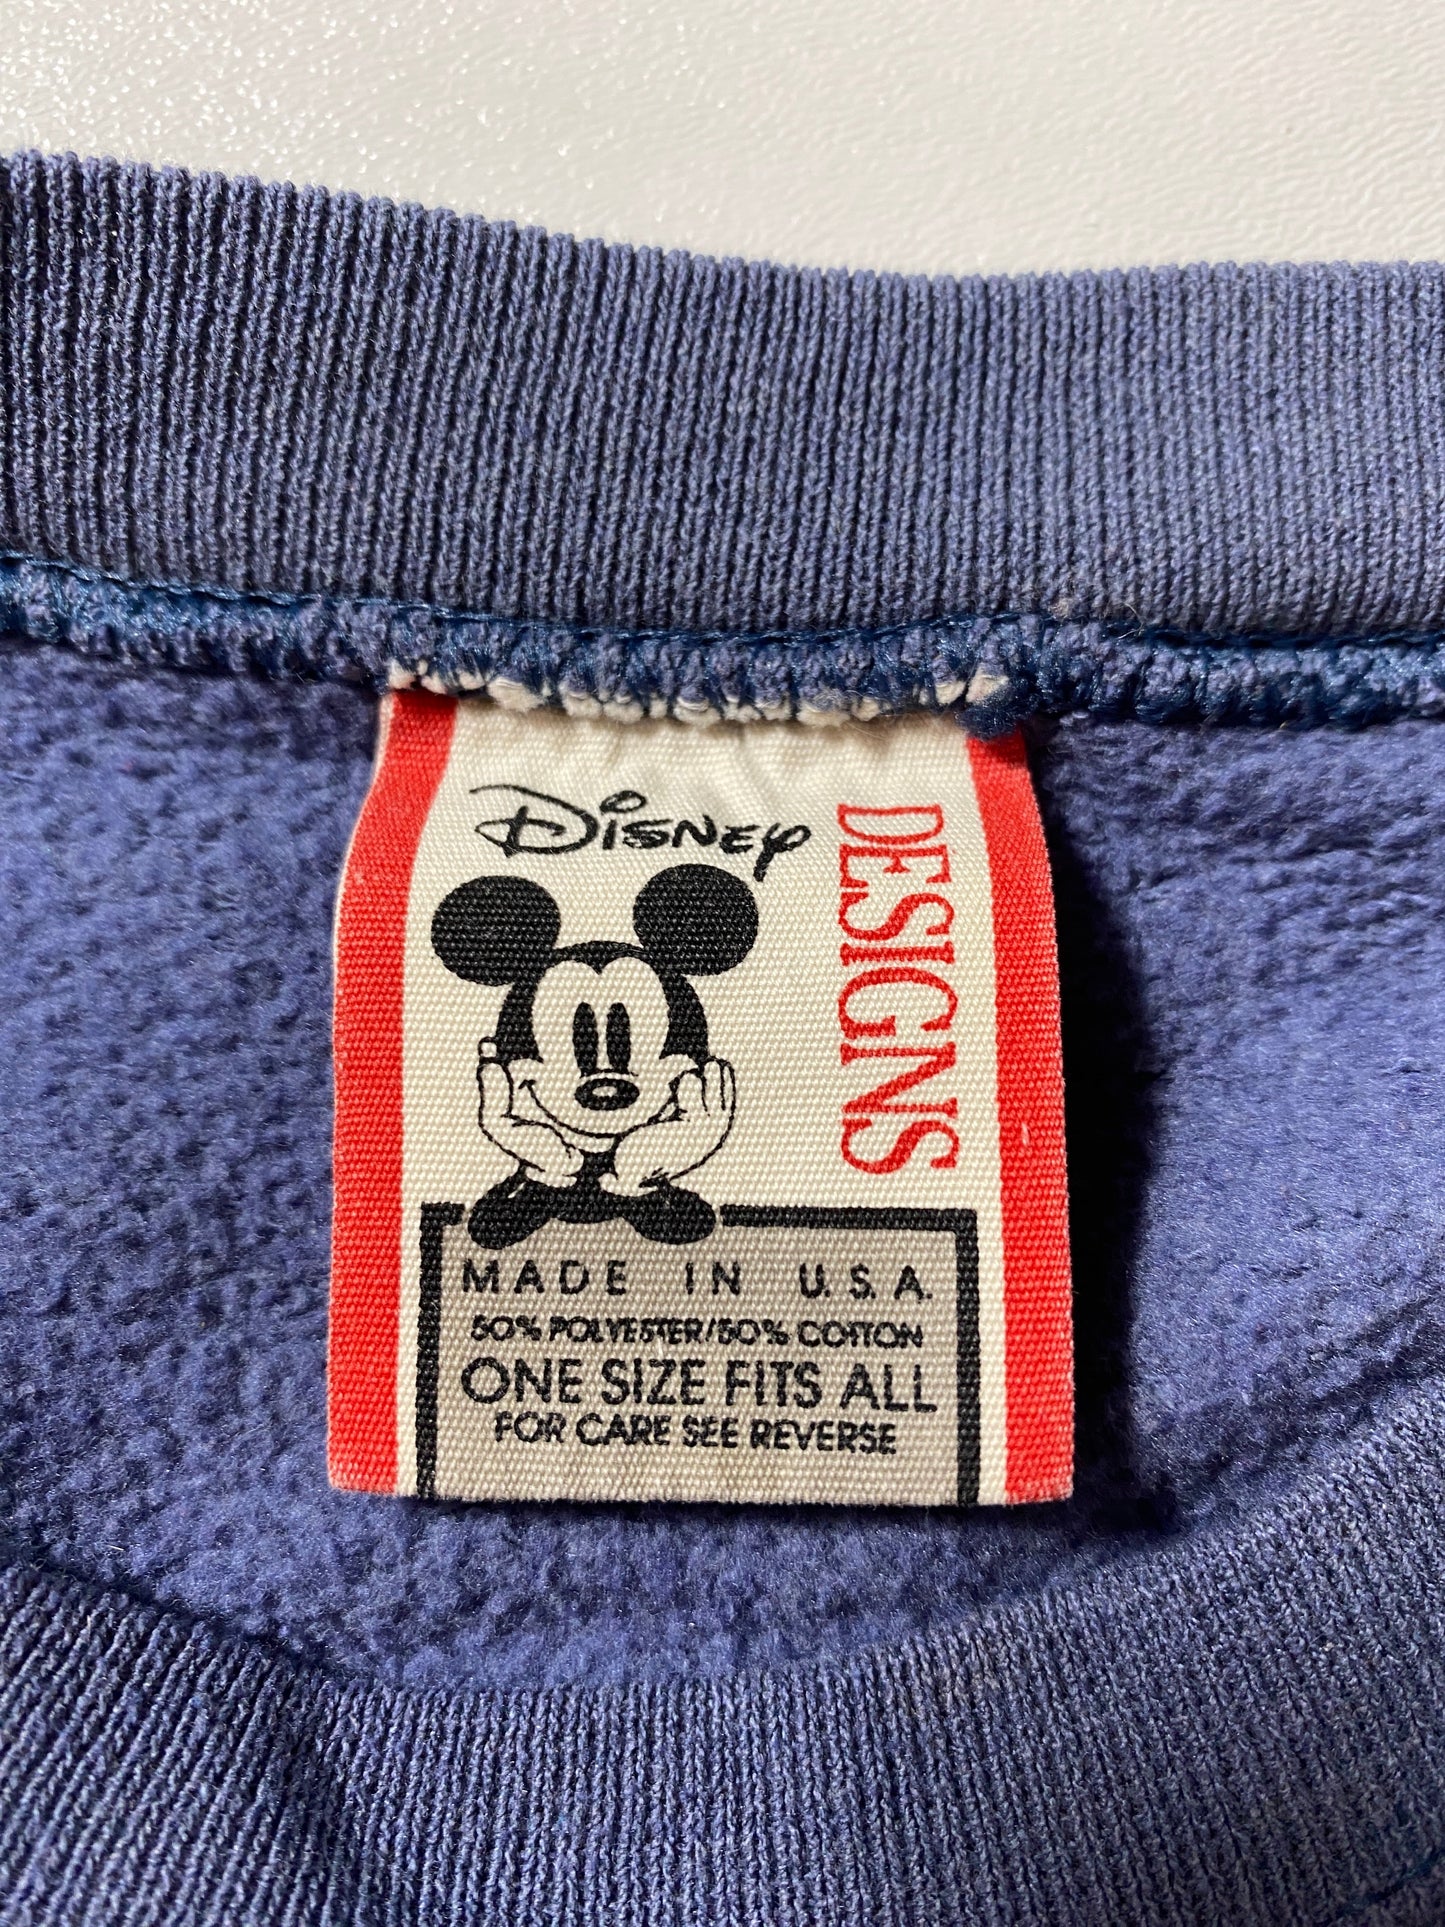 Disney
DESIGNS
MADE IN U.S.A.
50% POLYESTER/50% COTTON
ONE SIZE FITS ALL
FOR CARE SEE REVERSE